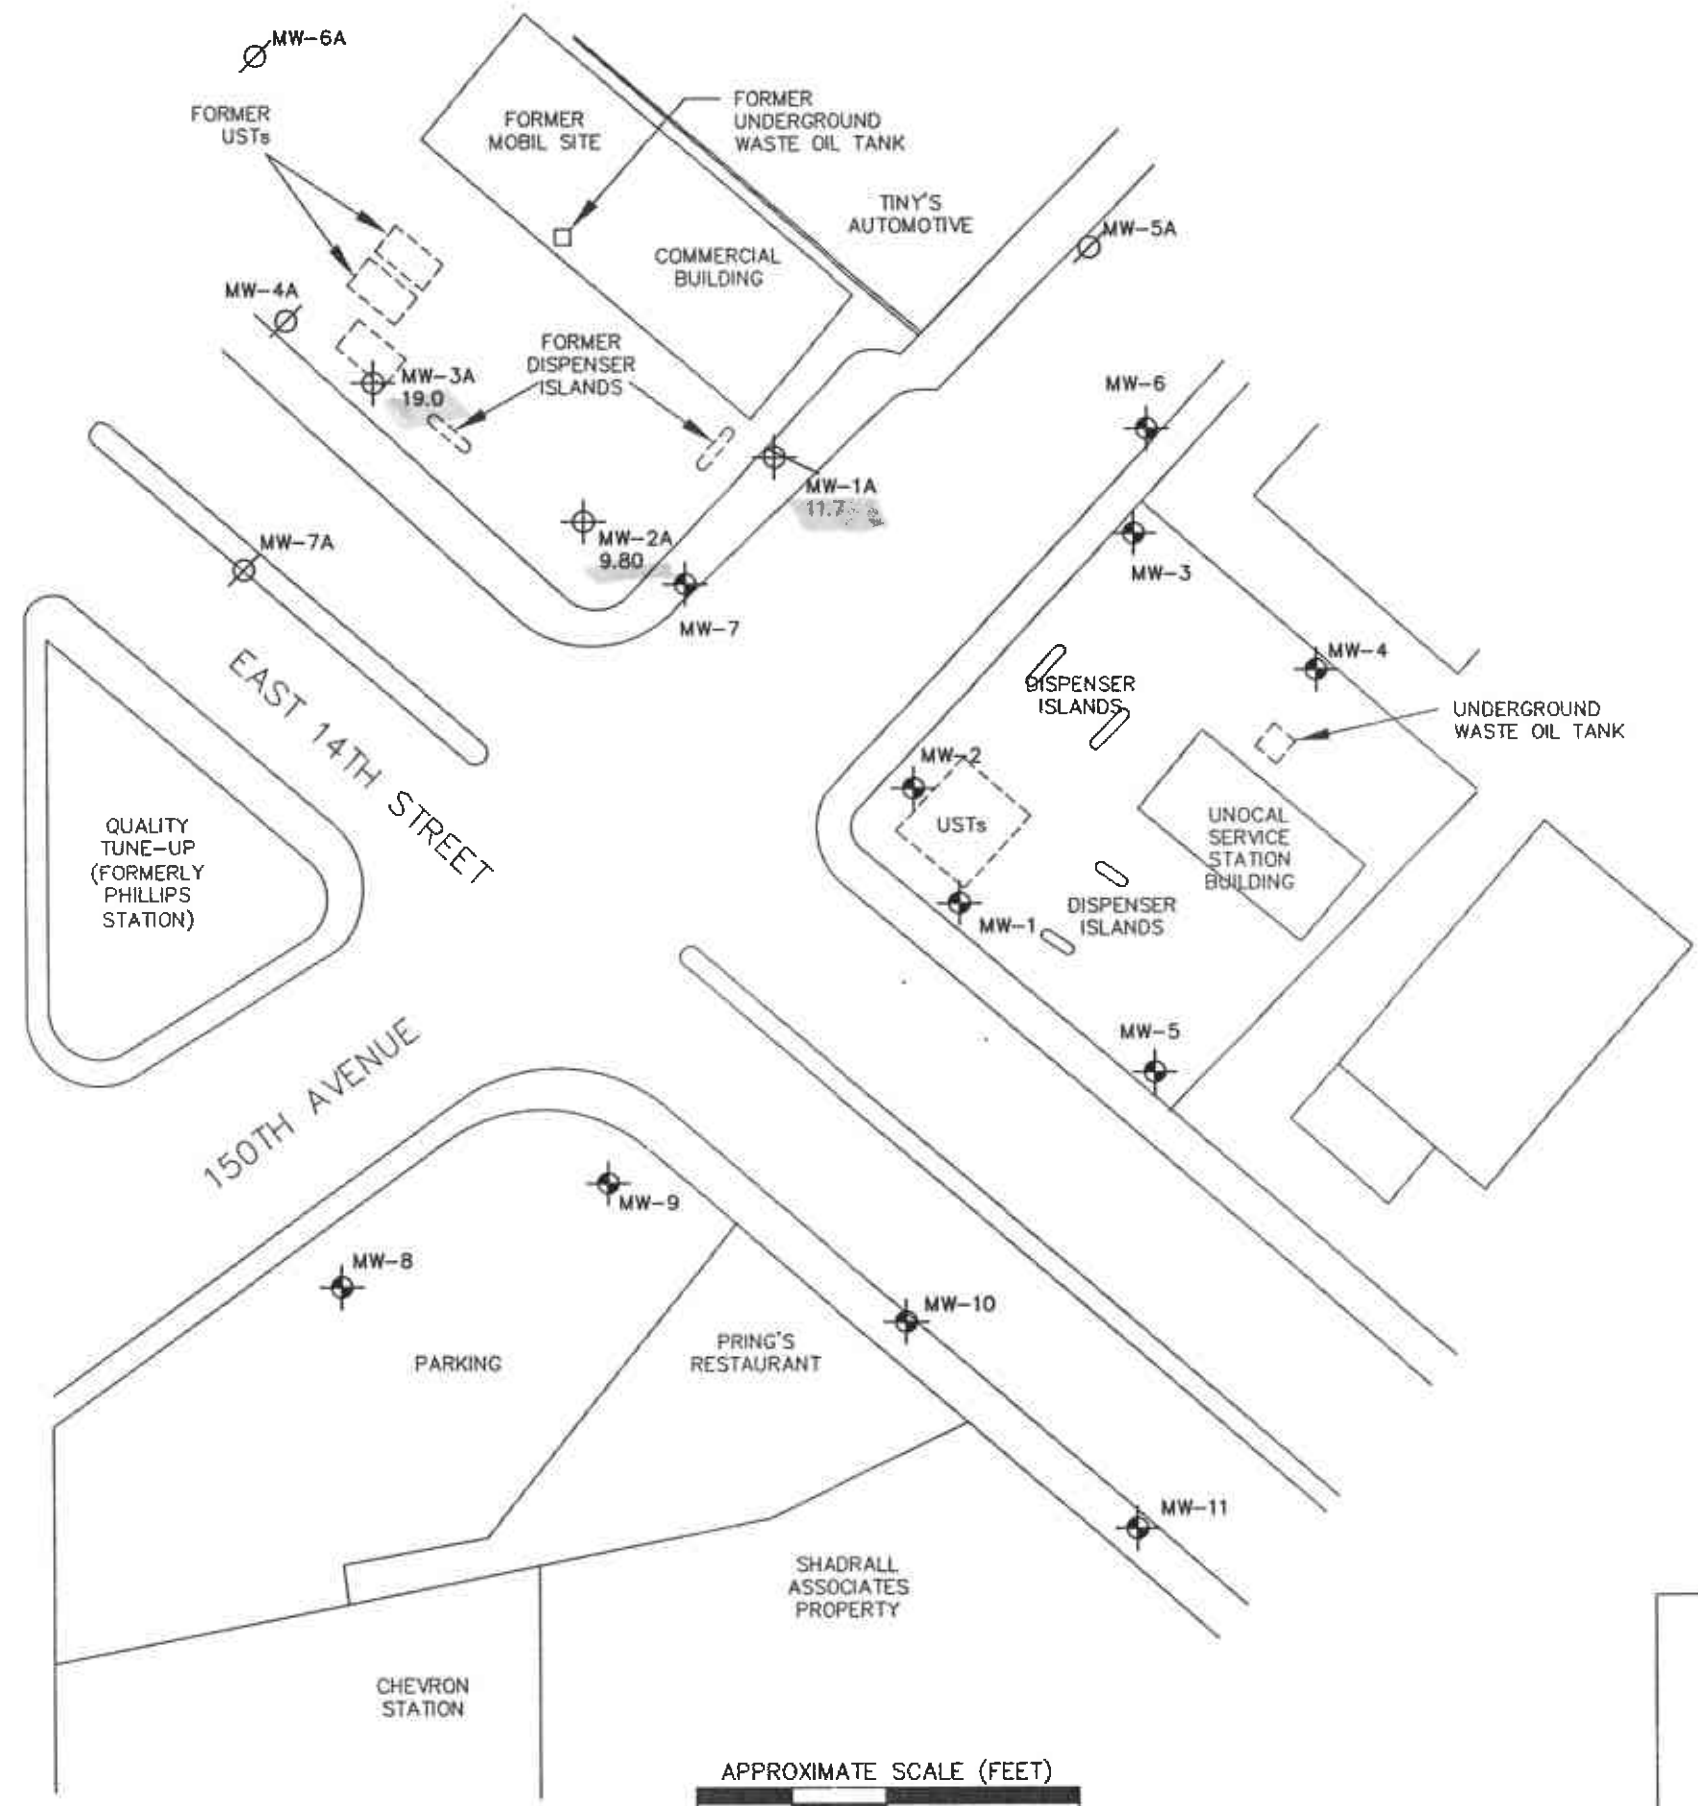 MW-6A
FORMER
USTs
FORMER
MOBIL SITE
FORMER
UNDERGROUND
WASTE OIL TANK
TINY'S
AUTOMOTIVE
COMMERCIAL
BUILDING
MW-5A
MW-4A
FORMER
DISPENSER
ISLANDS
MW-3A
19.0
MW-6
MW-1A
MW-2A
9.80
MW-7A
MW-7
MW-3
MW-4
EAST 14TH STREET
DISPENSER
ISLANDS
UNDERGROUND
WASTE OIL TANK
MW-2
USTs
UNOCAL
SERVICE
STATION
BUILDING
QUALITY
TUNE-UP
(FORMERLY
PHILLIPS
STATION)
MW-1
DISPENSER
ISLANDS
MW-5
150TH AVENUE
MW-9
MW-8
MW-10
PARKING
PRING'S
RESTAURANT
MW-11
SHADRALL
ASSOCIATES
PROPERTY
CHEVRON
STATION
APPROXIMATE SCALE (FEET)